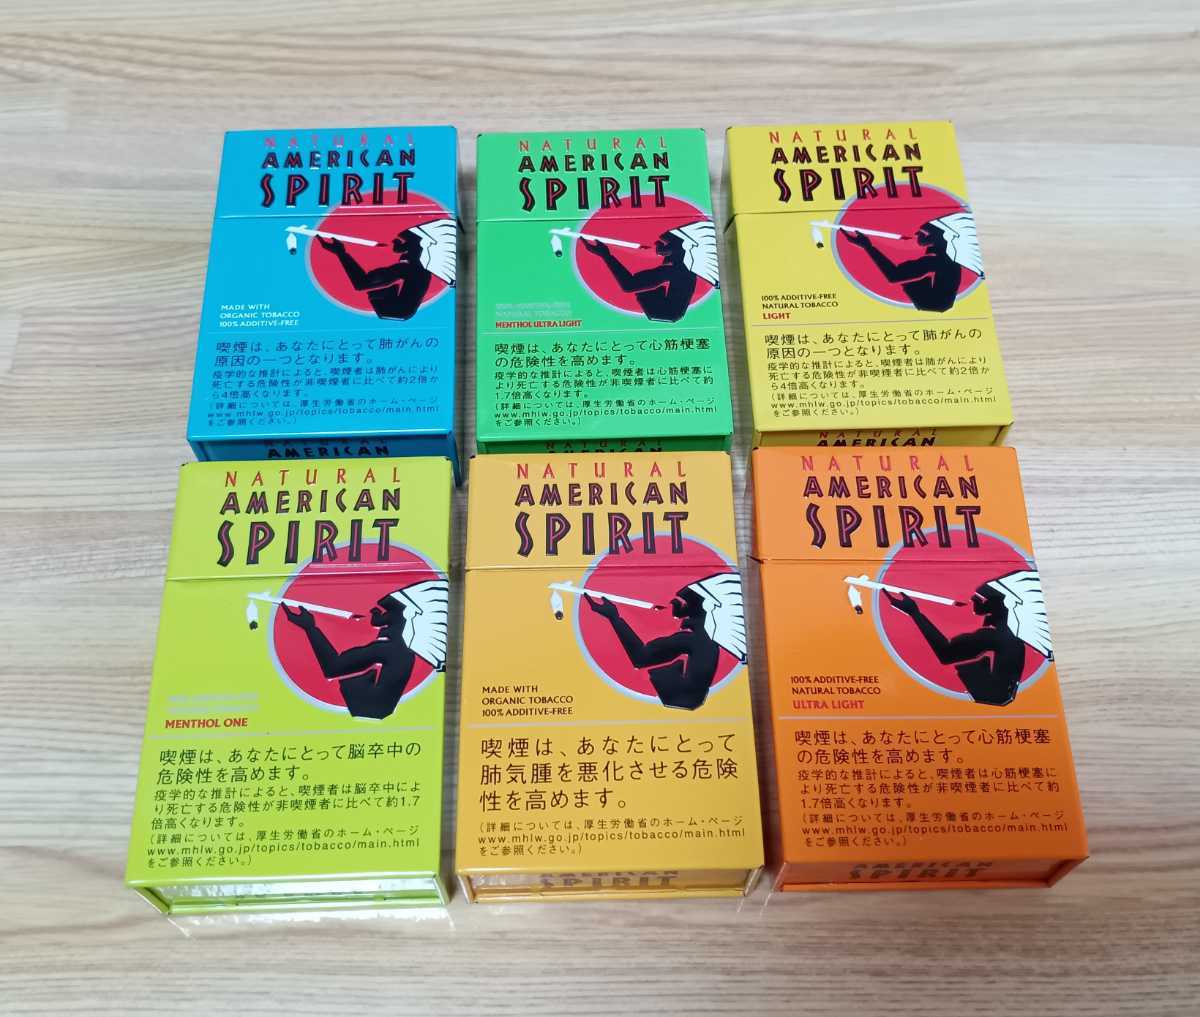 NATURAL
AMERICAN
SPIRIT
MADE WITH
ORGANIC TOBACCO
100% ADDITIVE-FREE
喫煙は、あなたにとって肺がんの
原因の一つとなります。
疫学的な推計によると、喫煙者は肺がんにより
死亡する危険性が非喫煙者に比べて約2倍か
ら4倍高くなります。
(詳細については、厚生労働省のホーム・ページ
www.mhlw.go.jp/topics/tobacco/main.html
をご参照ください。)
NATURAL
AMERICAN
NATURAL
AMERICAN
SPIRIT
100% ADDITIVE-FREE
NATURAL TOBACCO
MENTHOL ULTRA LIGHT
喫煙は、あなたにとって心筋梗塞
の危険性を高めます。
疫学的な推計によると、喫煙者は心筋梗塞に
より死亡する危険性が非喫煙者に比べて約
1.7倍高くなります。
(詳細については、厚生労働省のホーム・ページ
www.mhlw.go.jp/topics/tobacco/main.html
をご参照ください。)
NATURAL
AMERICAN
NATURAL
AMERICAN
SPIRIT
100% ADDITIVE-FREE
NATURAL TOBACCO
LIGHT
喫煙は、あなたにとって肺がんの
原因の一つとなります。
疫学的な推計によると、喫煙者は肺がんにより
死亡する危険性が非喫煙者に比べて約2倍か
ら4倍高くなります。
(詳細については、厚生労働省のホーム・ページ
www.mhlw.go.jp/topics/tobacco/main.html
をご参照ください。)
NATURAL
AMERICAN
NATURAL
AMERICAN
SPIRIT
MENTHOL ONE
喫煙は、あなたにとって脳卒中の
危険性を高めます。
疫学的な推計によると、喫煙者は脳卒中によ
り死亡する危険性が非喫煙者に比べて約1.7
倍高くなります。
(詳細については、厚生労働省のホーム・ページ
www.mhlw.go.jp/topics/tobacco/main.html
をご参照ください。)
NATURAL
AMERICAN
SPIRIT
MADE WITH
ORGANIC TOBACCO
100% ADDITIVE-FREE
喫煙は、あなたにとって
肺気腫を悪化させる危険
性を高めます。
(詳細については、厚生労働省のホーム・ページ
www.mhlw.go.jp/topics/tobacco/main.html
をご参照ください。)
AMERICAN
SPIRIT
NATURAL
AMERICAN
SPIRIT
100% ADDITIVE-FREE
NATURAL TOBACCO
ULTRA LIGHT
喫煙は、あなたにとって心筋梗塞
の危険性を高めます。
疫学的な推計によると、喫煙者は心筋梗塞に
より死亡する危険性が非喫煙者に比べて約
1.7倍高くなります。
(詳細については、厚生労働省のホーム・ページ
www.mhlw.go.jp/topics/tobacco/main.html
をご参照ください。)
AMERICAN
SPIRIT